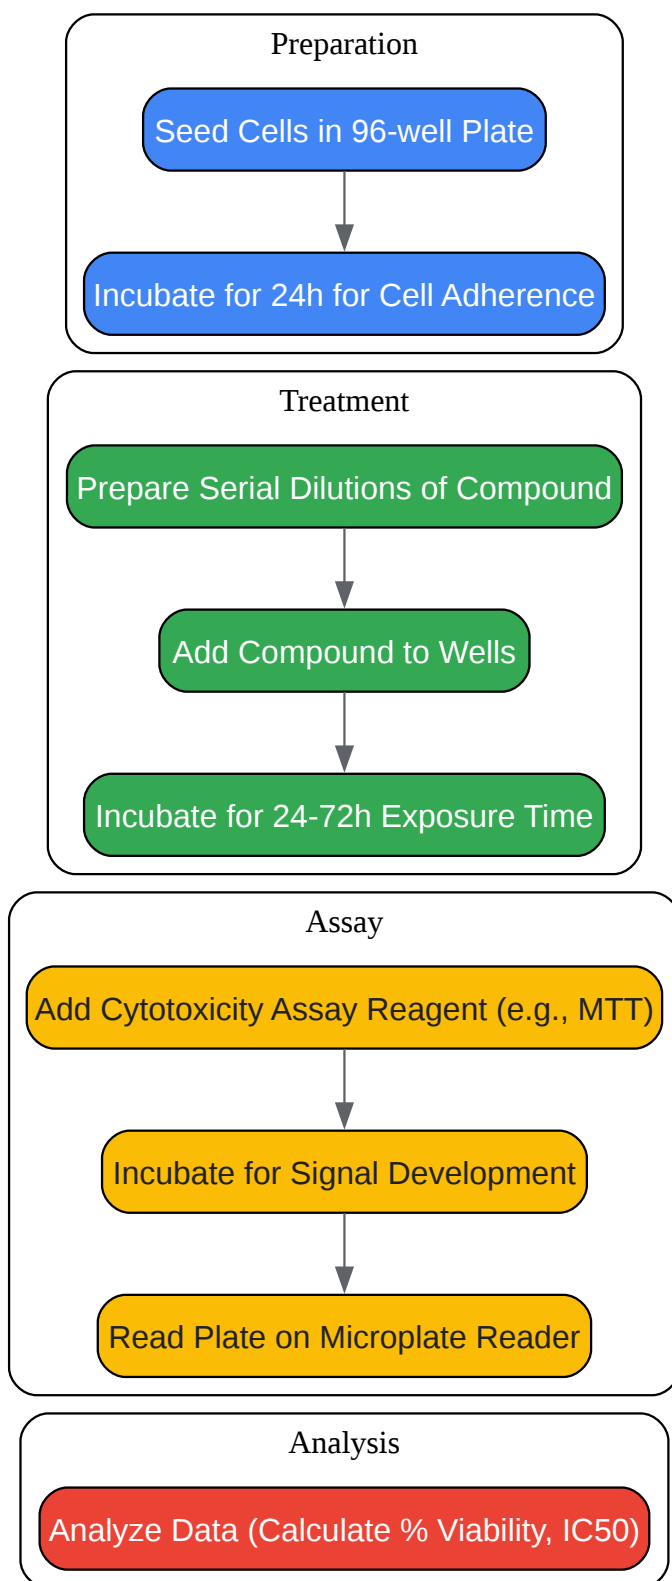 Preparation
Seed Cells in 96-well Plate
Incubate for 24h for Cell Adherence
Treatment
Prepare Serial Dilutions of Compound
Add Compound to Wells
Incubate for 24-72h Exposure Time
Assay
Add Cytotoxicity Assay Reagent (e.g., MTT)
Incubate for Signal Development
Read Plate on Microplate Reader
Analysis
Analyze Data (Calculate % Viability, IC50)